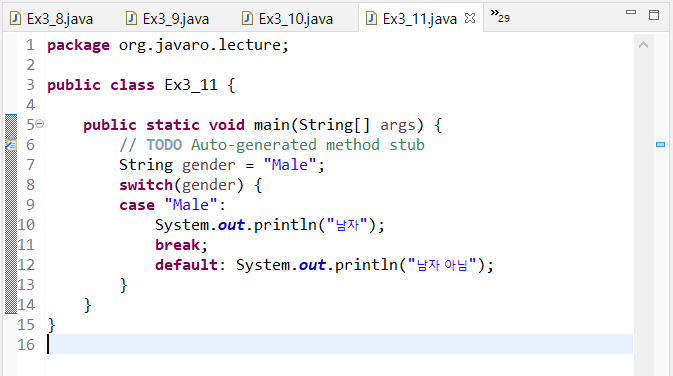 Ex3_8.java Ex3_9.java Ex3_10.java Ex3_11.java 29
1 package org.javaro.lecture;
2
3 public class Ex3_11 {
4
5 public static void main(String[] args) {
6 // TODO Auto-generated method stub
7 String gender = "Male";
8 switch(gender) {
9 case "Male":
10 System.out.println("남자");
11 break;
12 default: System.out.println("남자 아님");
13 }
14 }
15 }
16